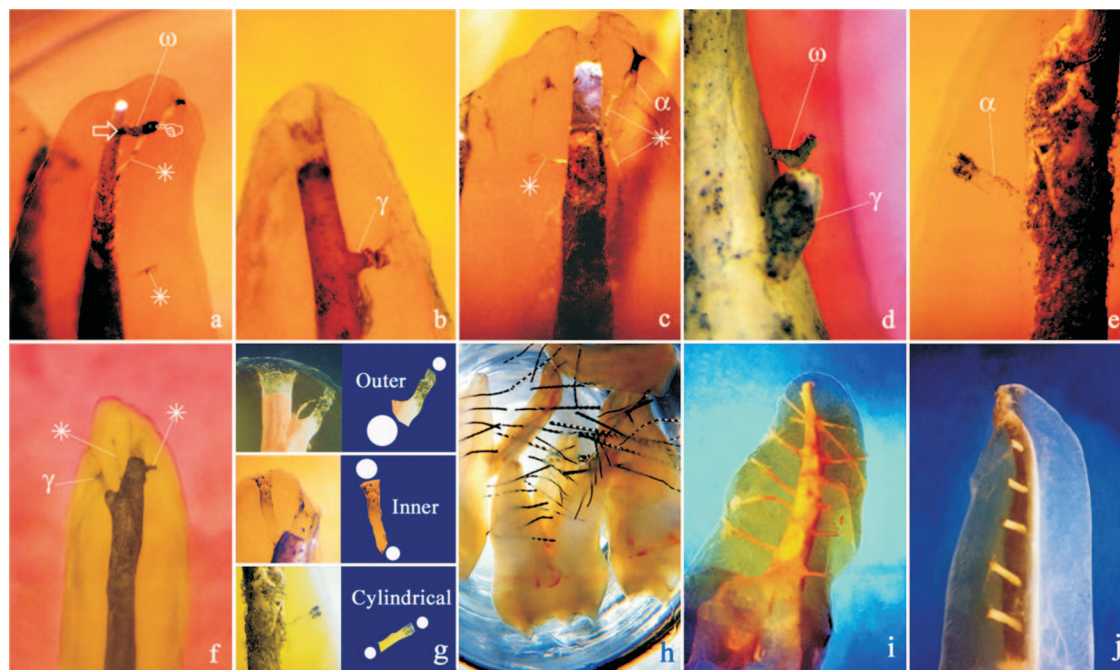 ω
✳
✳
a
γ
b
α
✳
✳
c
ω
γ
d
α
e
✳
✳
γ
f
Outer
Inner
Cylindrical
g
h
i
j